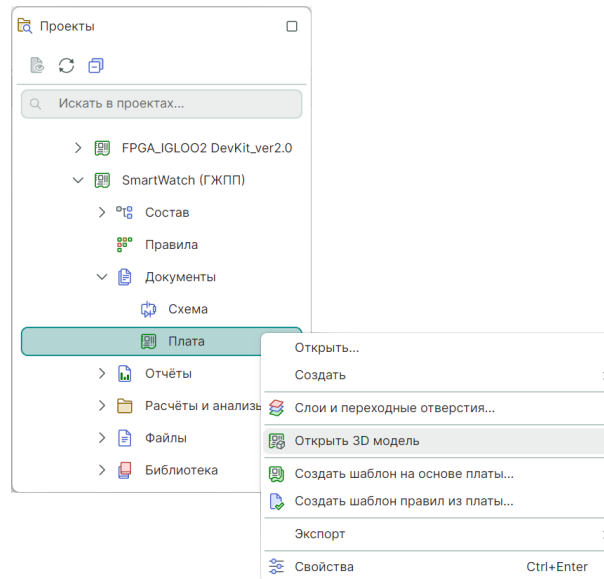 Проекты
Искать в проектах...
FPGA_IGLOO2 DevKit_ver2.0
SmartWatch (ГЖПП)
Состав
Правила
Документы
Схема
Плата
Отчёты
Расчёты и анализы
Файлы
Библиотека
Открыть...
Создать
Слои и переходные отверстия...
Открыть 3D модель
Создать шаблон на основе платы...
Создать шаблон правил из платы...
Экспорт
Свойства Ctrl+Enter